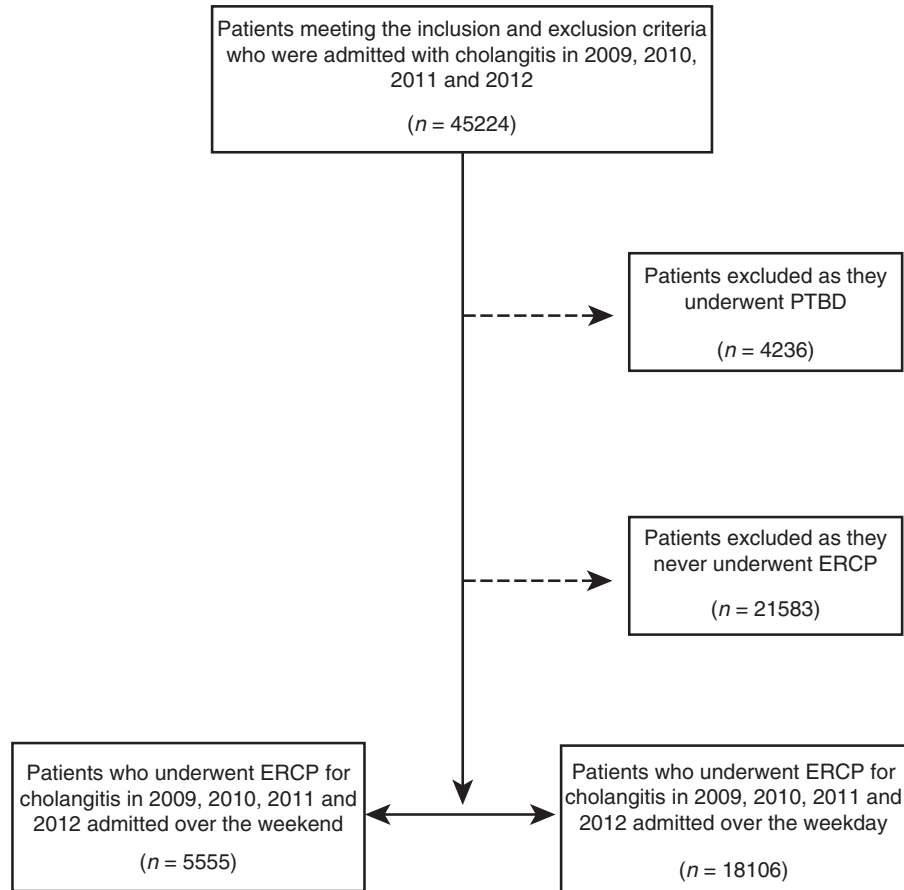 Patients meeting the inclusion and exclusion criteria
who were admitted with cholangitis in 2009, 2010,
2011 and 2012
(n = 45224)
Patients excluded as they
underwent PTBD
(n = 4236)
Patients excluded as they
never underwent ERCP
(n = 21583)
Patients who underwent ERCP for
cholangitis in 2009, 2010, 2011 and
2012 admitted over the weekend
(n = 5555)
Patients who underwent ERCP for
cholangitis in 2009, 2010, 2011 and
2012 admitted over the weekday
(n = 18106)